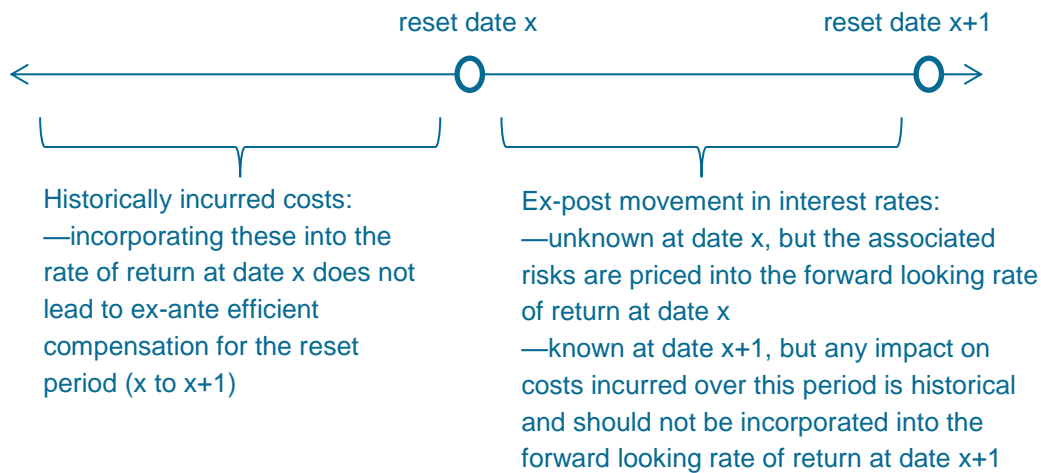 reset date x
reset date x+1
Historically incurred costs:
—incorporating these into the
rate of return at date x does not
lead to ex-ante efficient
compensation for the reset
period (x to x+1)
Ex-post movement in interest rates:
—unknown at date x, but the associated
risks are priced into the forward looking rate
of return at date x
—known at date x+1, but any impact on
costs incurred over this period is historical
and should not be incorporated into the
forward looking rate of return at date x+1